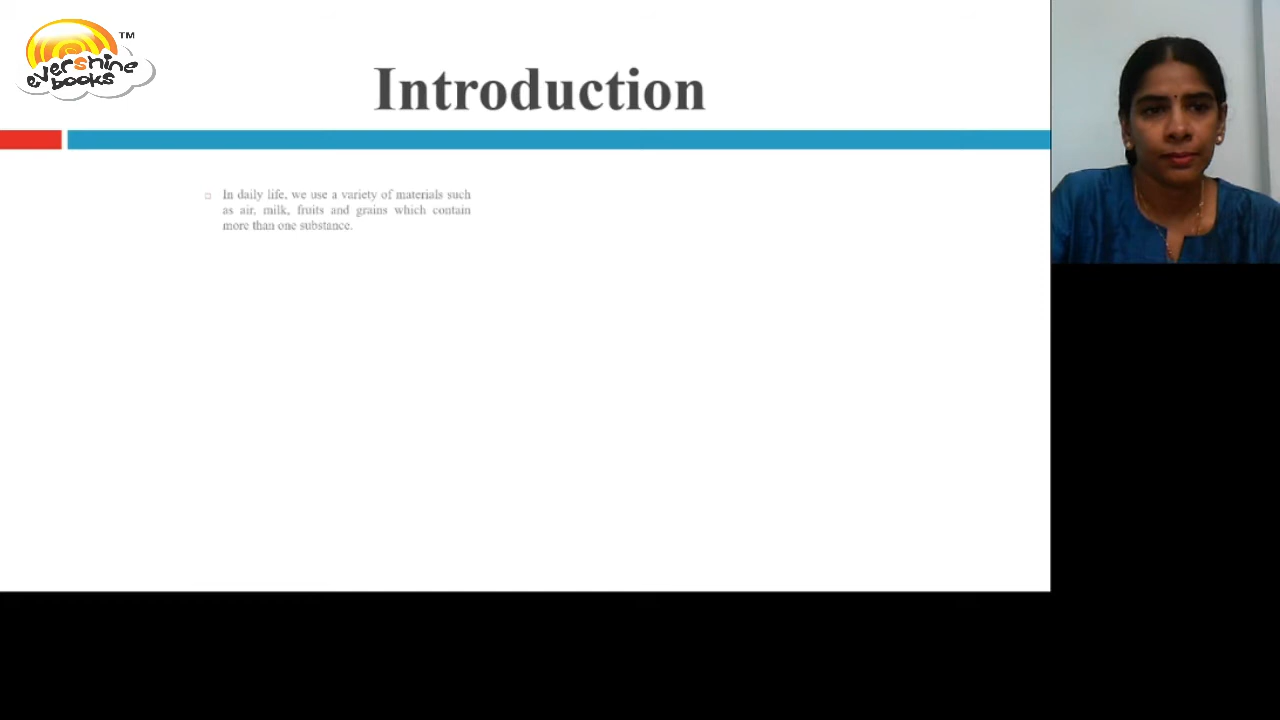 evershine
books
TM
Introduction
In daily life, we use a variety of materials such
as air, milk, fruits and grains which contain
more than one substance.